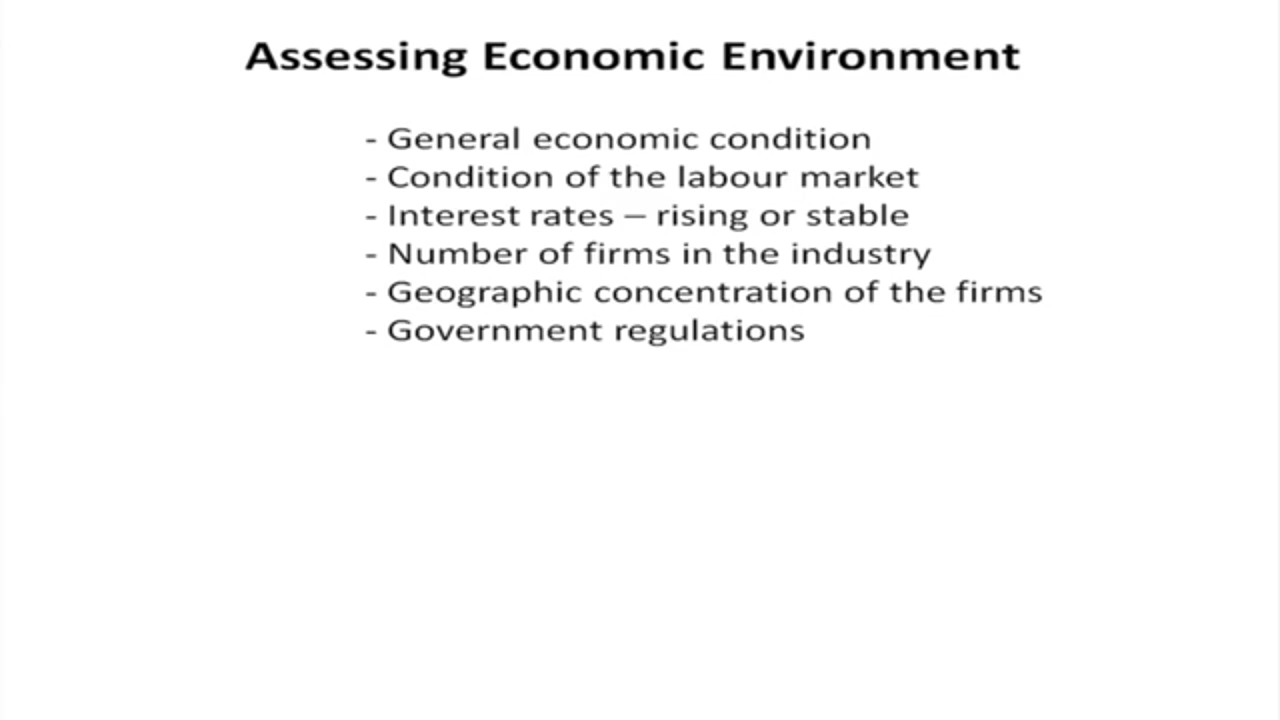 Assessing Economic Environment
- General economic condition
- Condition of the labour market
- Interest rates – rising or stable
- Number of firms in the industry
- Geographic concentration of the firms
- Government regulations